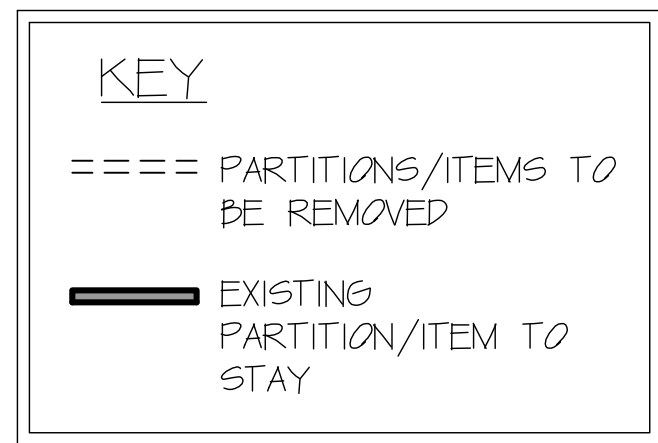 KEY
PARTITIONS/ITEMS TO
BE REMOVED
EXISTING
PARTITION/ITEM TO
STAY